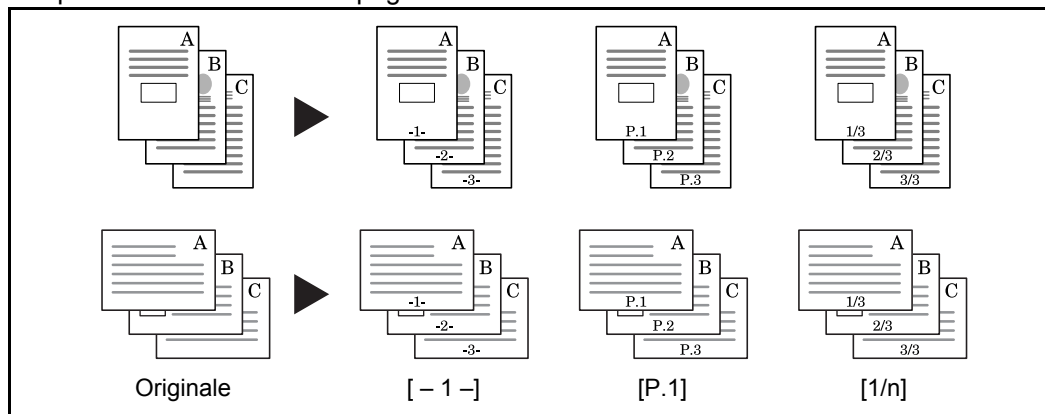 A A A A
B B B B
C C C C
-1- P.1 1/3
-2- P.2 2/3
-3- P.3 3/3
A A A A
B B B B
C C C C
-1- P.1 1/3
-2- P.2 2/3
-3- P.3 3/3
Originale [ – 1 –] [P.1] [1/n]